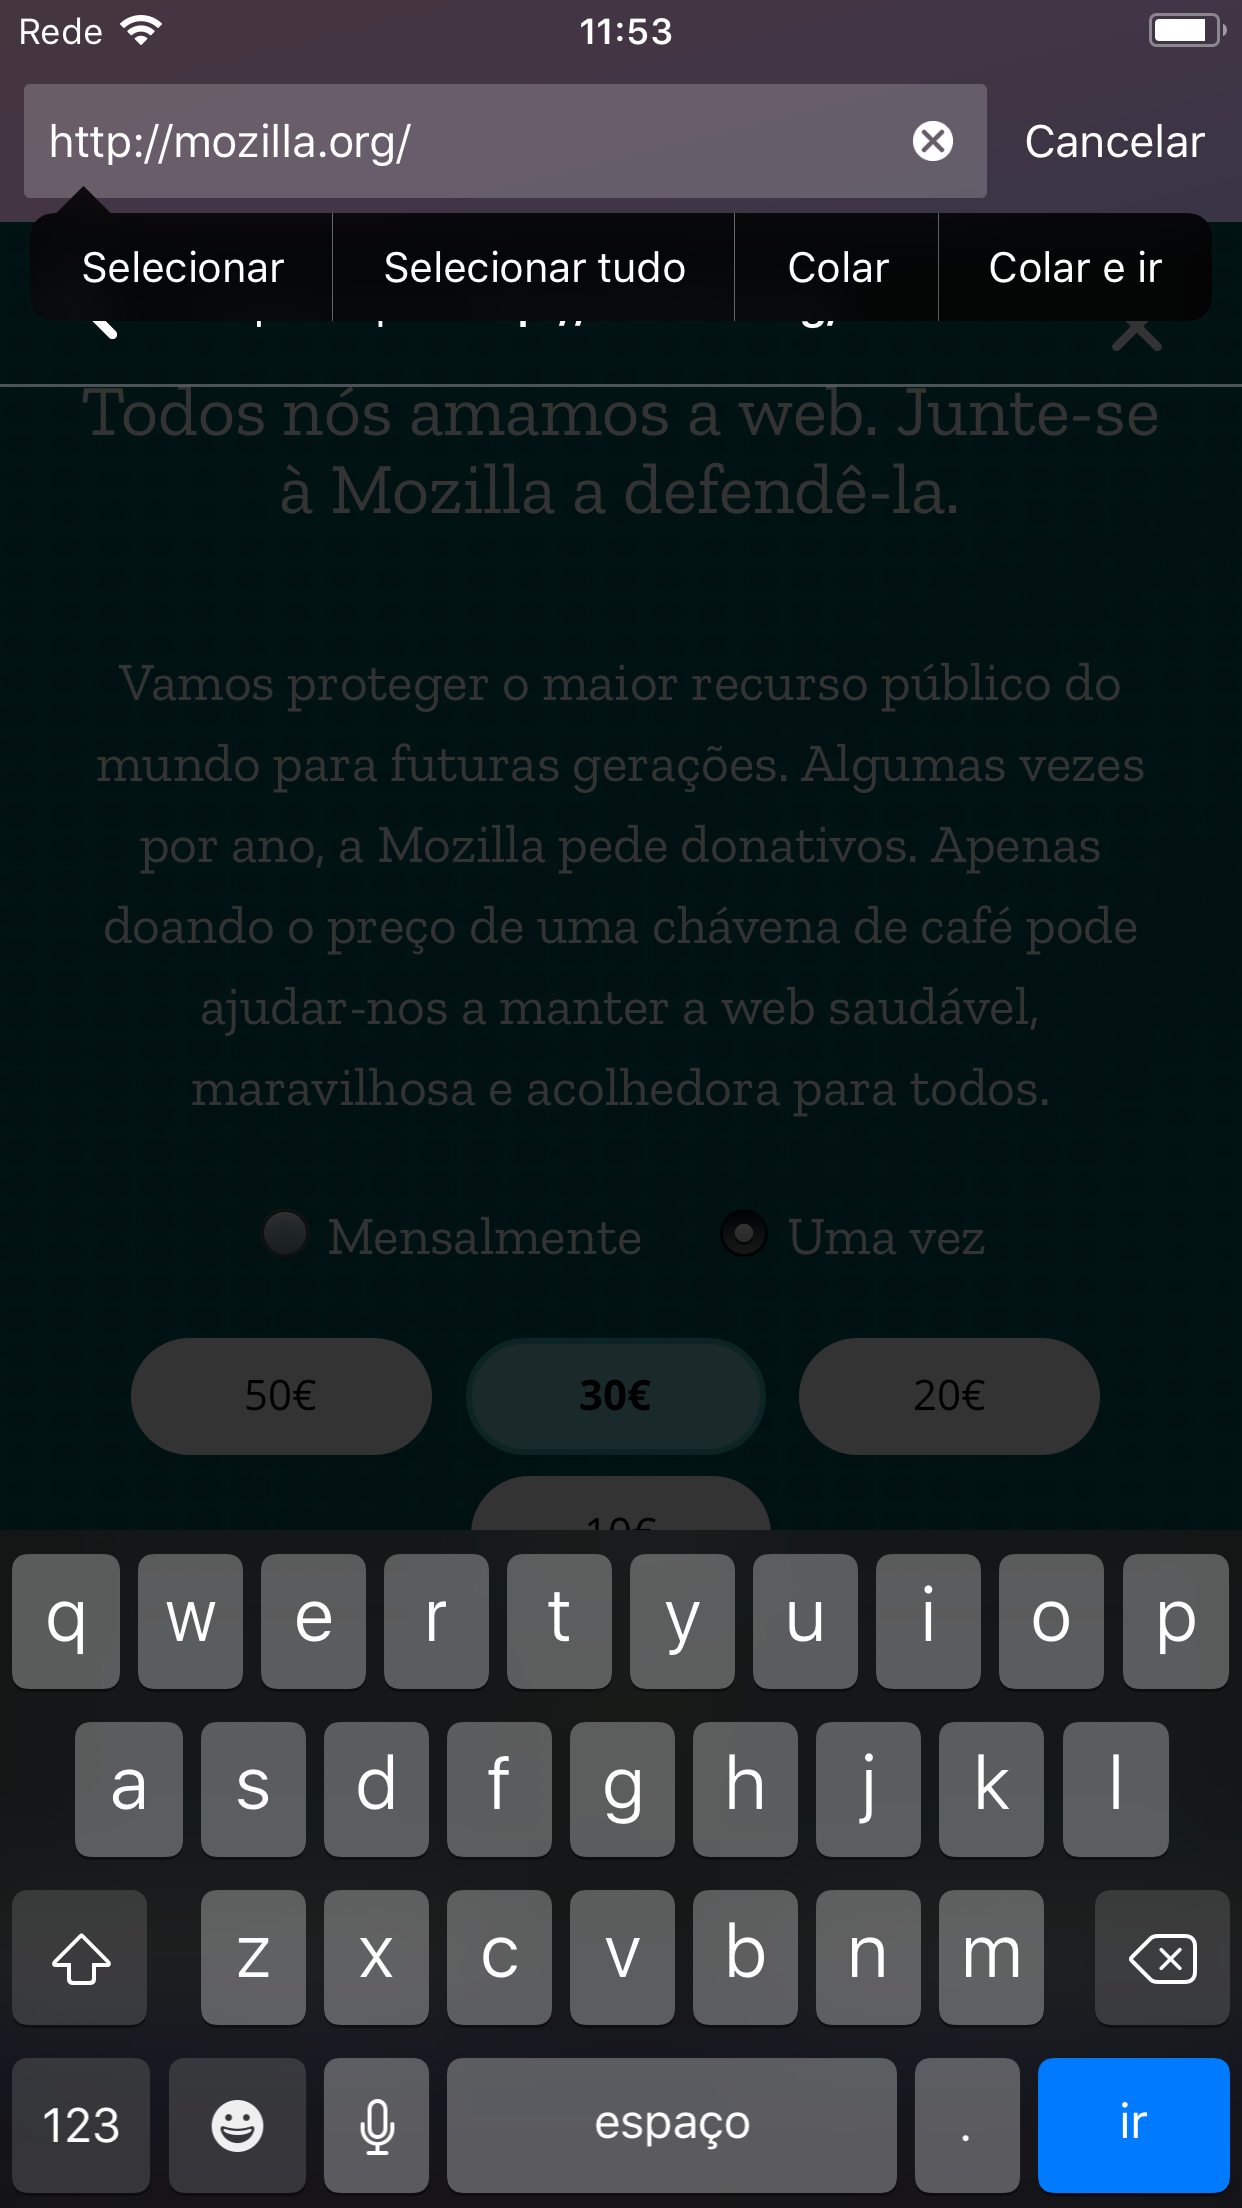 Rede
11:53
http://mozilla.org/
Cancelar
Selecionar
Selecionar tudo
Colar
Colar e ir
Todos nós amamos a web. Junte-se
à Mozilla a defendê-la.
Vamos proteger o maior recurso público do
mundo para futuras gerações. Algumas vezes
por ano, a Mozilla pede donativos. Apenas
doando o preço de uma chávena de café pode
ajudar-nos a manter a web saudável,
maravilhosa e acolhedora para todos.
Mensalmente
Uma vez
50€
30€
20€
10€
q w e r t y u i o p
a s d f g h j k l
z x c v b n m
123
espaço
.
ir